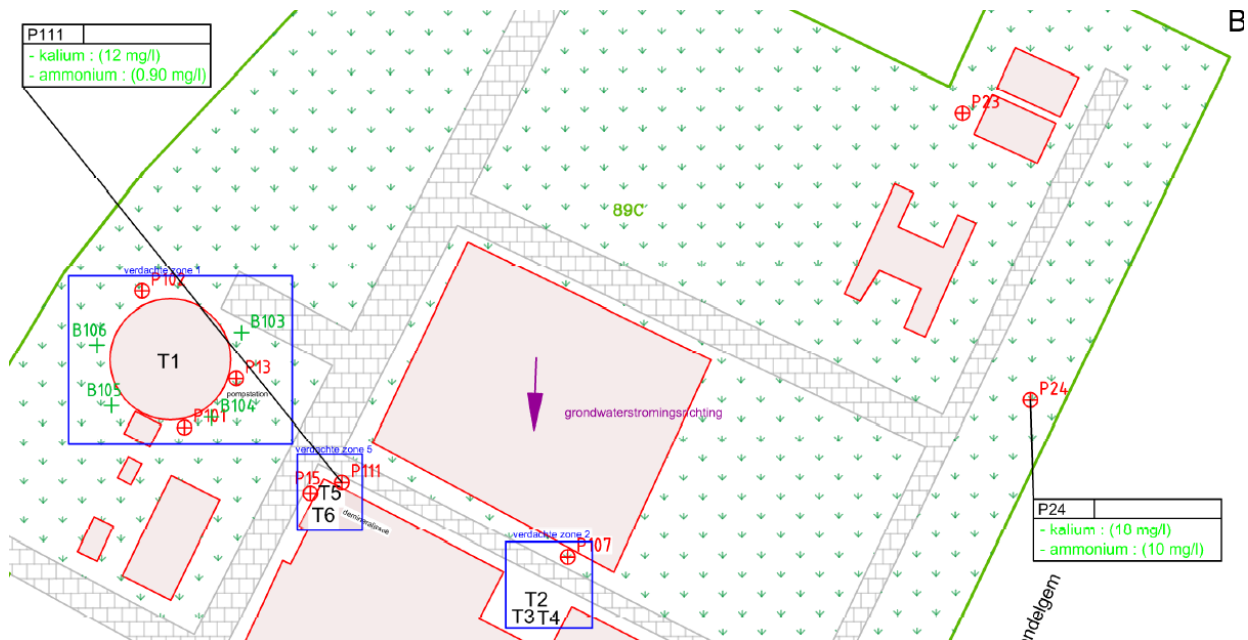 B
P111
- kalium : (12 mg/l)
- ammonium : (0.90 mg/l)
P23
89C
verdachte zone 1
P102
B106
B103
T1
P13
pompstation
B105
B104
P101
grondwaterstromingsrichting
P24
verdachte zone 5
P15
P111
T5
T6
verdachte zone 2
P107
T2
T3 T4
P24
- kalium : (10 mg/l)
- ammonium : (10 mg/l)
ndelgem